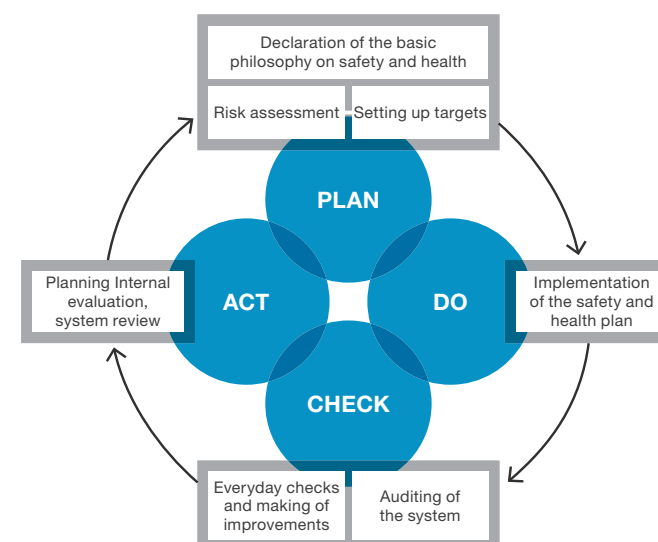 Declaration of the basic
philosophy on safety and health
Risk assessment
Setting up targets
PLAN
Planning Internal
evaluation,
system review
ACT
DO
Implementation
of the safety and
health plan
CHECK
Everyday checks
and making of
improvements
Auditing of
the system